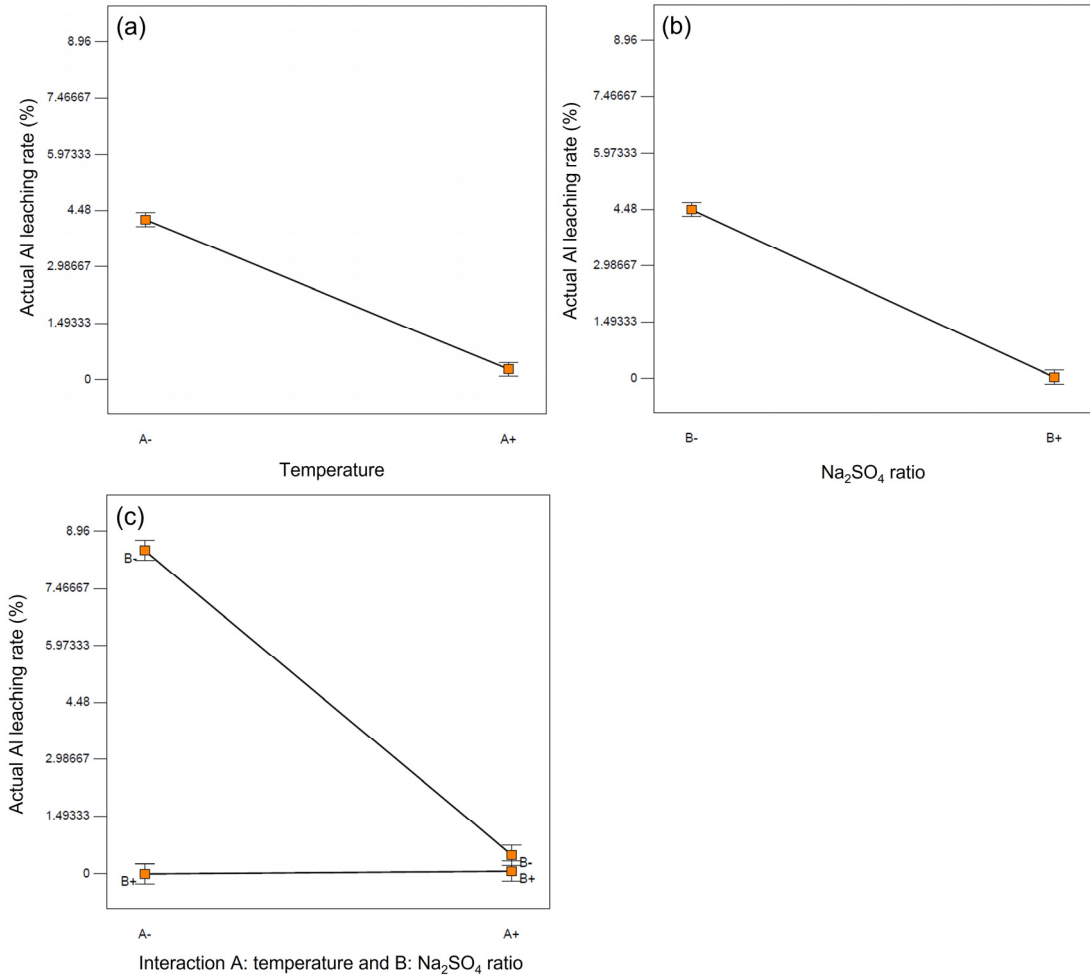 (a)
Actual Al leaching rate (%)
8.96
7.46667
5.97333
4.48
2.98667
1.49333
0
A-
A+
Temperature
(b)
Actual Al leaching rate (%)
8.96
7.46667
5.97333
4.48
2.98667
1.49333
0
B-
B+
Na₂SO₄ ratio
(c)
Actual Al leaching rate (%)
8.96
7.46667
5.97333
4.48
2.98667
1.49333
0
B-
B+
B-
B+
A-
A+
Interaction A: temperature and B: Na₂SO₄ ratio